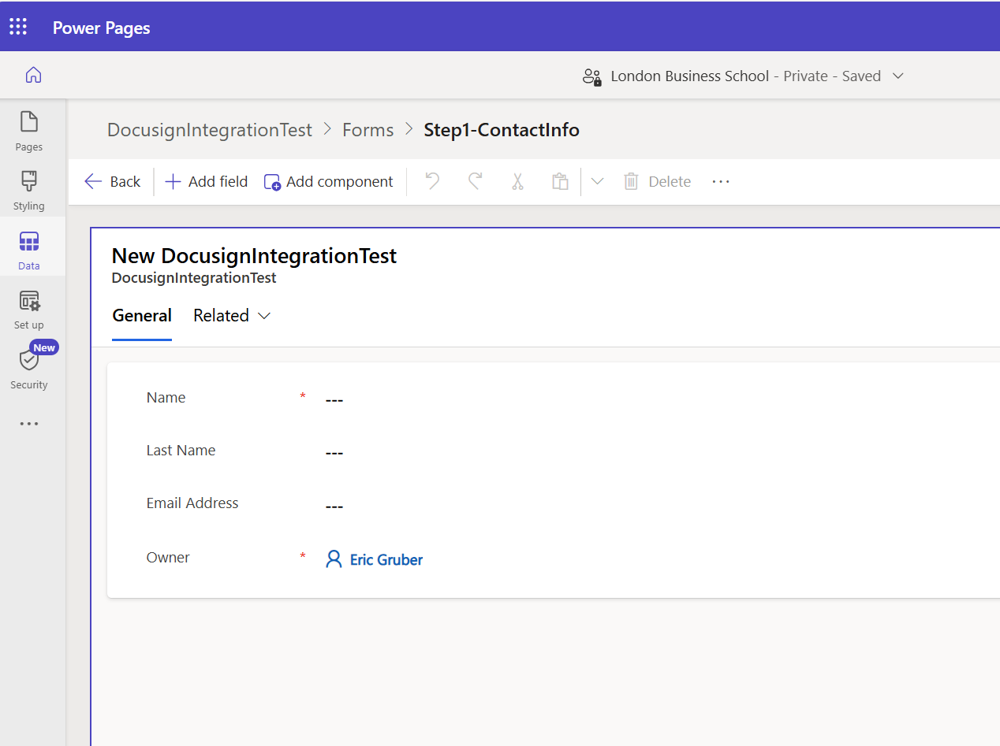 Power Pages
London Business School - Private - Saved
DocusignIntegrationTest > Forms > Step1-ContactInfo
Back Add field Add component Delete ...
Pages
Styling
Data
Set up
New
Security
...
New DocusignIntegrationTest
DocusignIntegrationTest
General Related
Name * ---
Last Name ---
Email Address ---
Owner * Eric Gruber